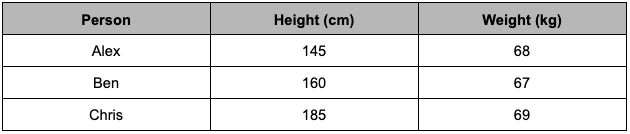 Person Height (cm) Weight (kg)
Alex 145 68
Ben 160 67
Chris 185 69